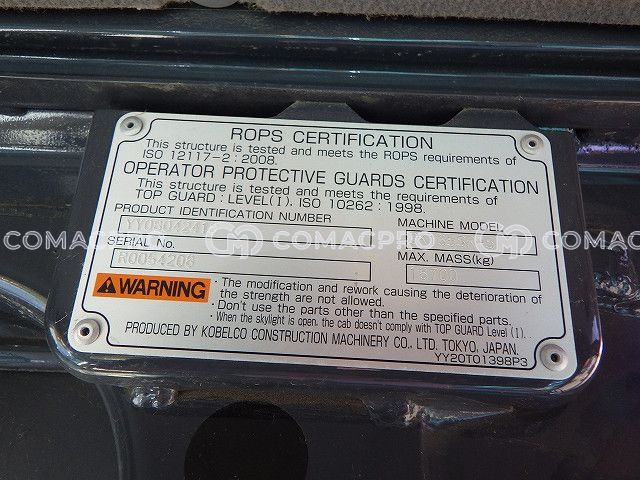 ROPS CERTIFICATION
This structure is tested and meets the ROPS requirements of
ISO 12117-2 : 2008.
OPERATOR PROTECTIVE GUARDS CERTIFICATION
This structure is tested and meets the requirements of
TOP GUARD : LEVEL(I). ISO 10262 : 1998.
PRODUCT IDENTIFICATION NUMBER
MACHINE MODEL
COMACPRO
SERIAL No.
MAX. MASS(kg)
R0054206
WARNING
· The modification and rework causing the deterioration of
the strength are not allowed.
· Don't use the parts other than the specified parts.
· When the skylight is open, the cab doesn't comply with TOP GUARD Level (I).
PRODUCED BY KOBELCO CONSTRUCTION MACHINERY CO., LTD. TOKYO, JAPAN.
YY20T01398P3